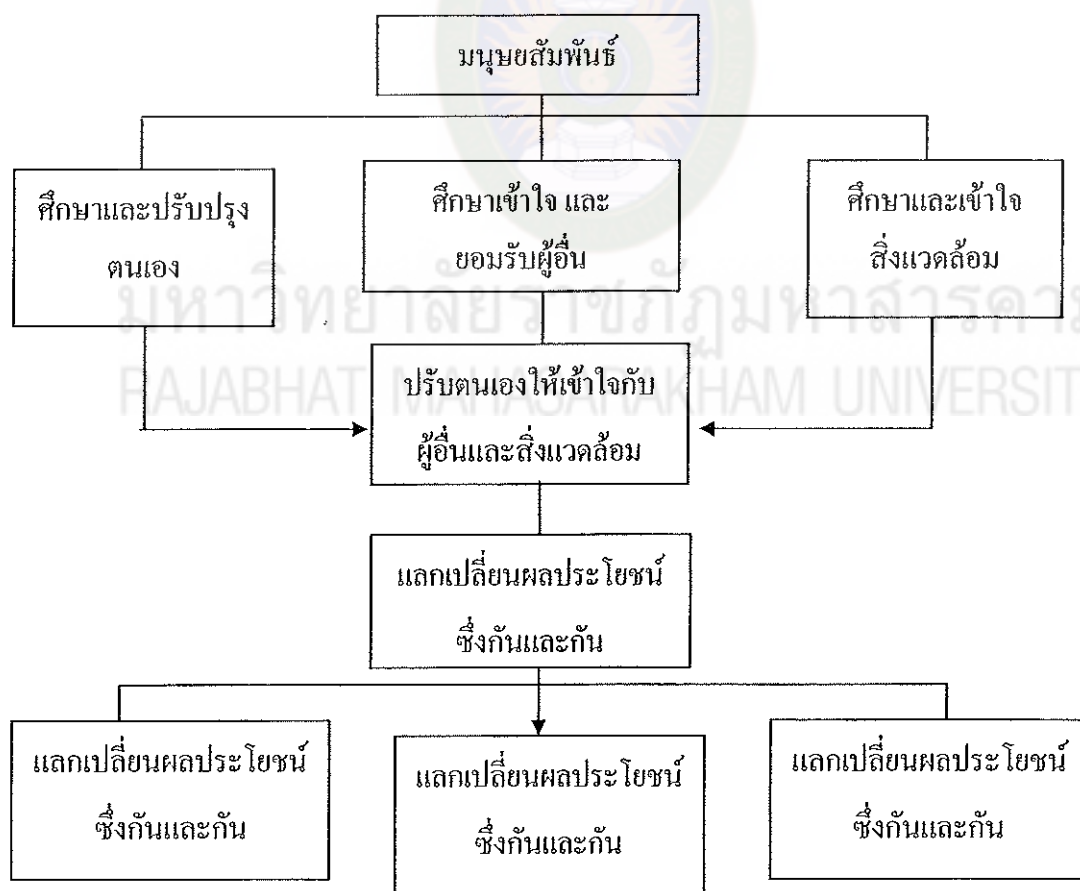 มนุษยสัมพันธ์
ศึกษาและปรับปรุง
ตนเอง
ศึกษาเข้าใจ และ
ยอมรับผู้อื่น
ศึกษาและเข้าใจ
สิ่งแวดล้อม
มหาวิทยาลัยราชภัฏมหาสารคาม
RAJABHAT MAHASARAKHAM UNIVERSIT
ปรับตนเองให้เข้าใจกับ
ผู้อื่นและสิ่งแวดล้อม
แลกเปลี่ยนผลประโยชน์
ซึ่งกันและกัน
แลกเปลี่ยนผลประโยชน์
ซึ่งกันและกัน
แลกเปลี่ยนผลประโยชน์
ซึ่งกันและกัน
แลกเปลี่ยนผลประโยชน์
ซึ่งกันและกัน